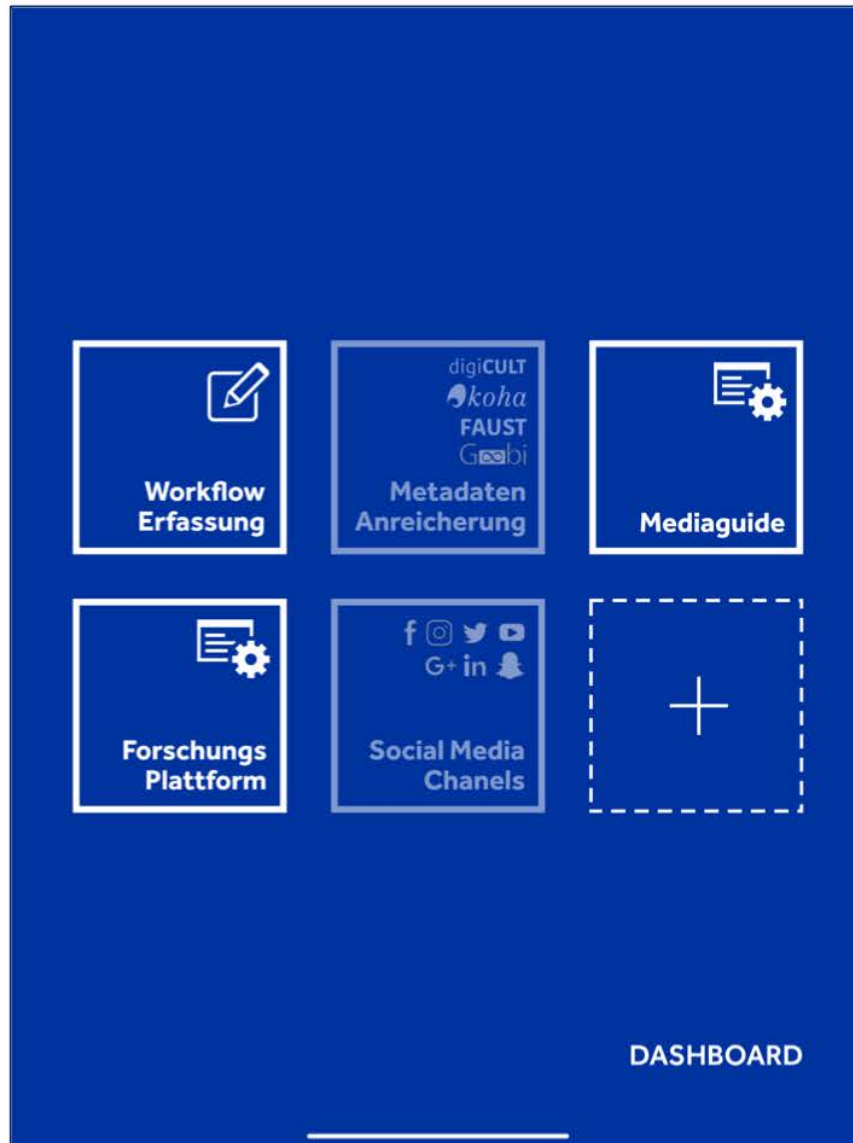 Workflow
Erfassung
digiCULT
koha
FAUST
Goobi
Metadaten
Anreicherung
Mediaguide
Forschungs
Plattform
f
G+ in
Social Media
Chanels
DASHBOARD